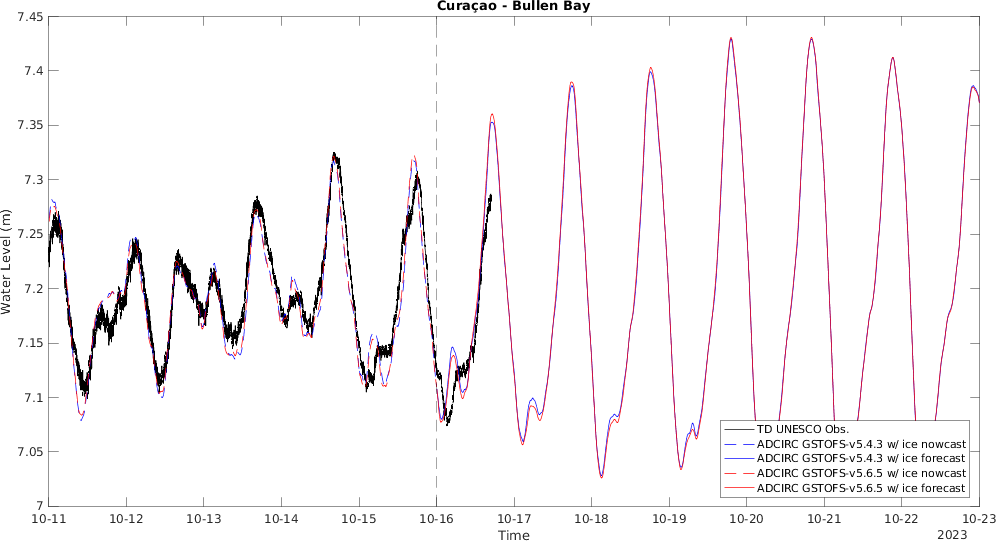 Curaçao - Bullen Bay
7.45
7.4
7.35
7.3
7.25
7.2
7.15
7.1
7.05
7
Water Level (m)
TD UNESCO Obs.
ADCIRC GSTOFS-v5.4.3 w/ ice nowcast
ADCIRC GSTOFS-v5.4.3 w/ ice forecast
ADCIRC GSTOFS-v5.6.5 w/ ice nowcast
ADCIRC GSTOFS-v5.6.5 w/ ice forecast
10-11 10-12 10-13 10-14 10-15 10-16 10-17 10-18 10-19 10-20 10-21 10-22 10-23
Time
2023